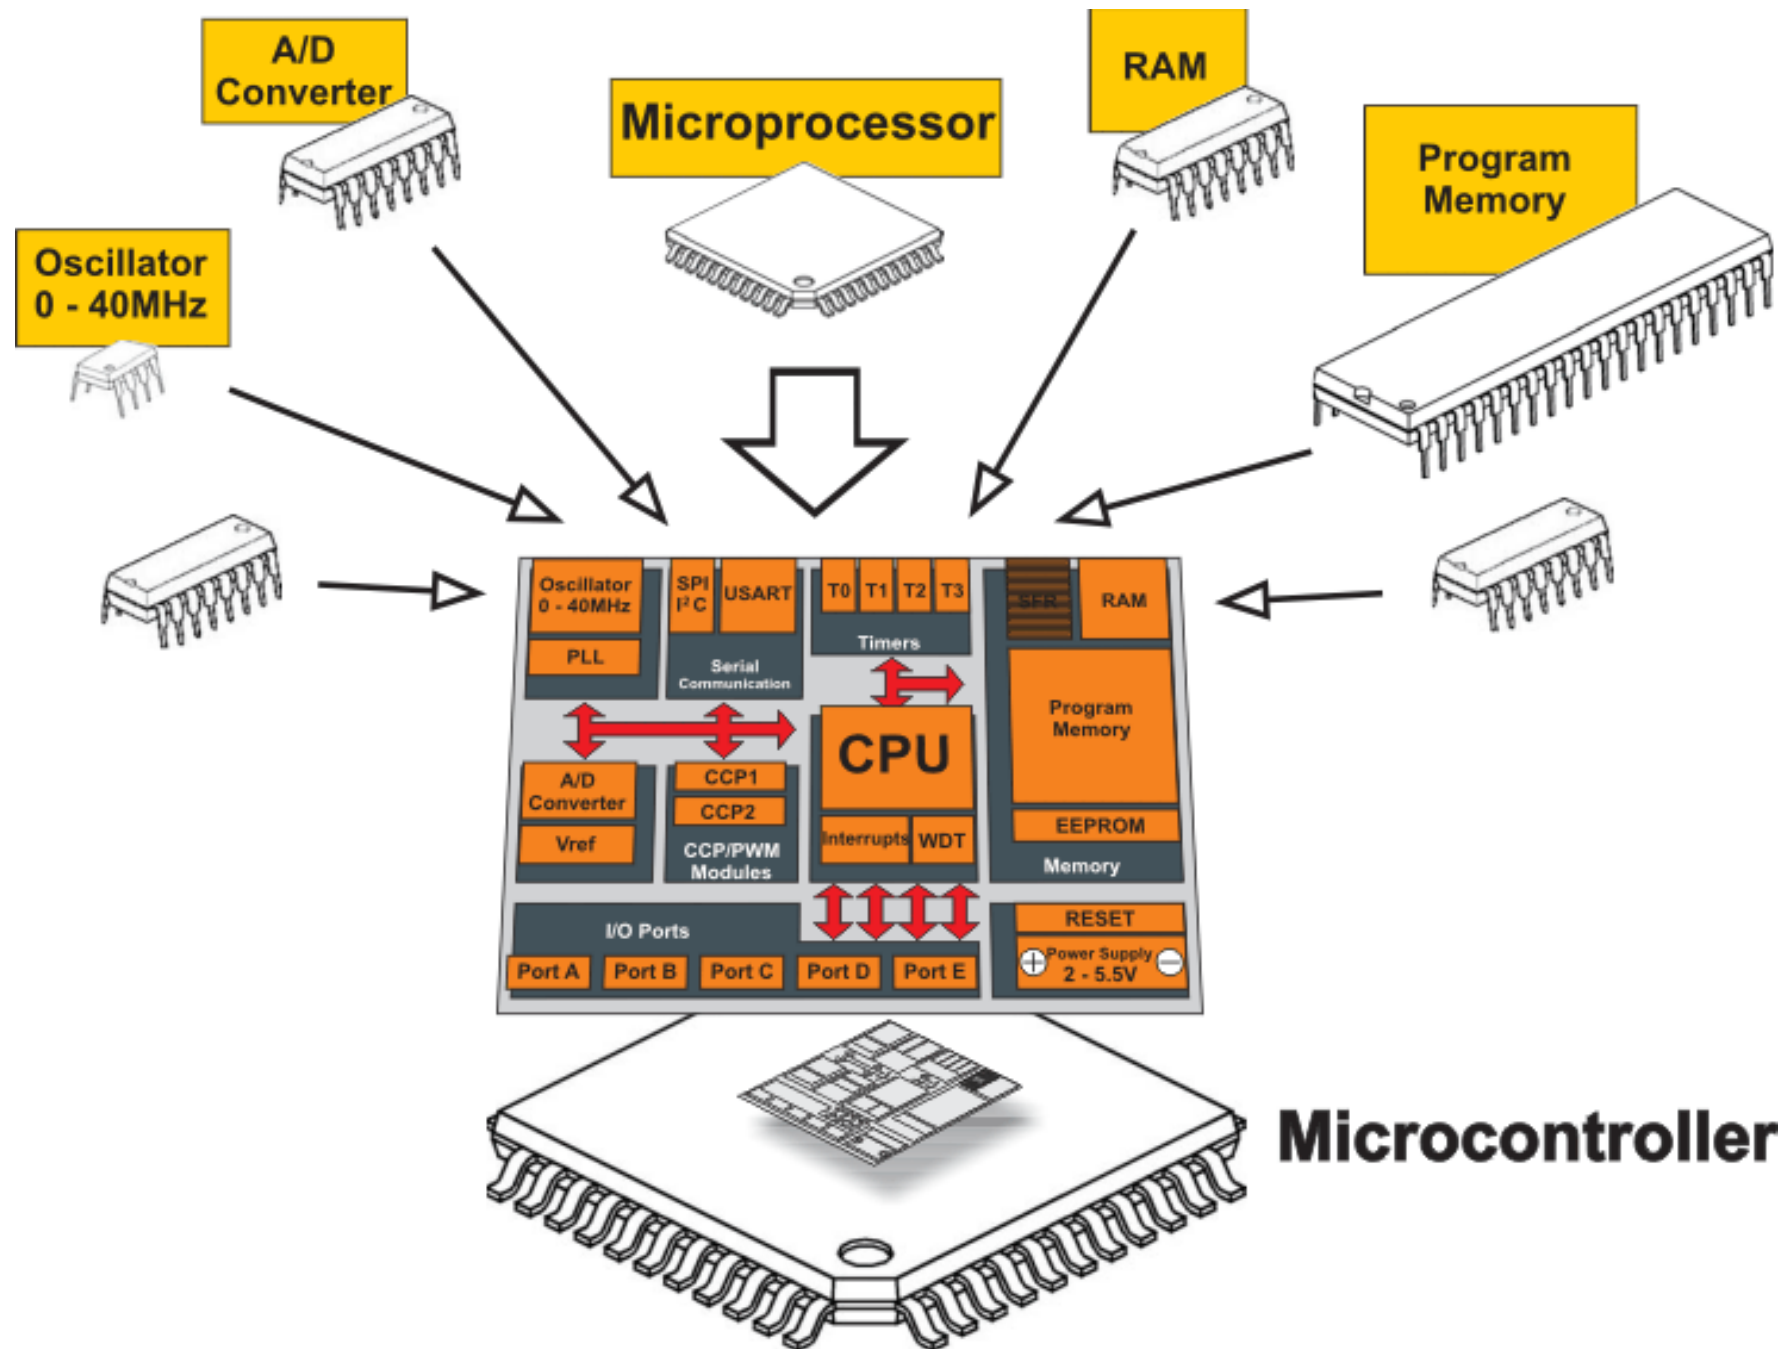 A/D
Converter
Microprocessor
RAM
Program
Memory
Oscillator
0 - 40MHz
Oscillator
0 - 40MHz
PLL
SPI
I² C
USART
Serial
Communication
T0
T1
T2
T3
Timers
SFR
RAM
Program
Memory
EEPROM
Memory
A/D
Converter
Vref
CCP1
CCP2
CCP/PWM
Modules
CPU
Interrupts
WDT
I/O Ports
Port A
Port B
Port C
Port D
Port E
RESET
+
Power Supply
2 - 5.5V
−
Microcontroller